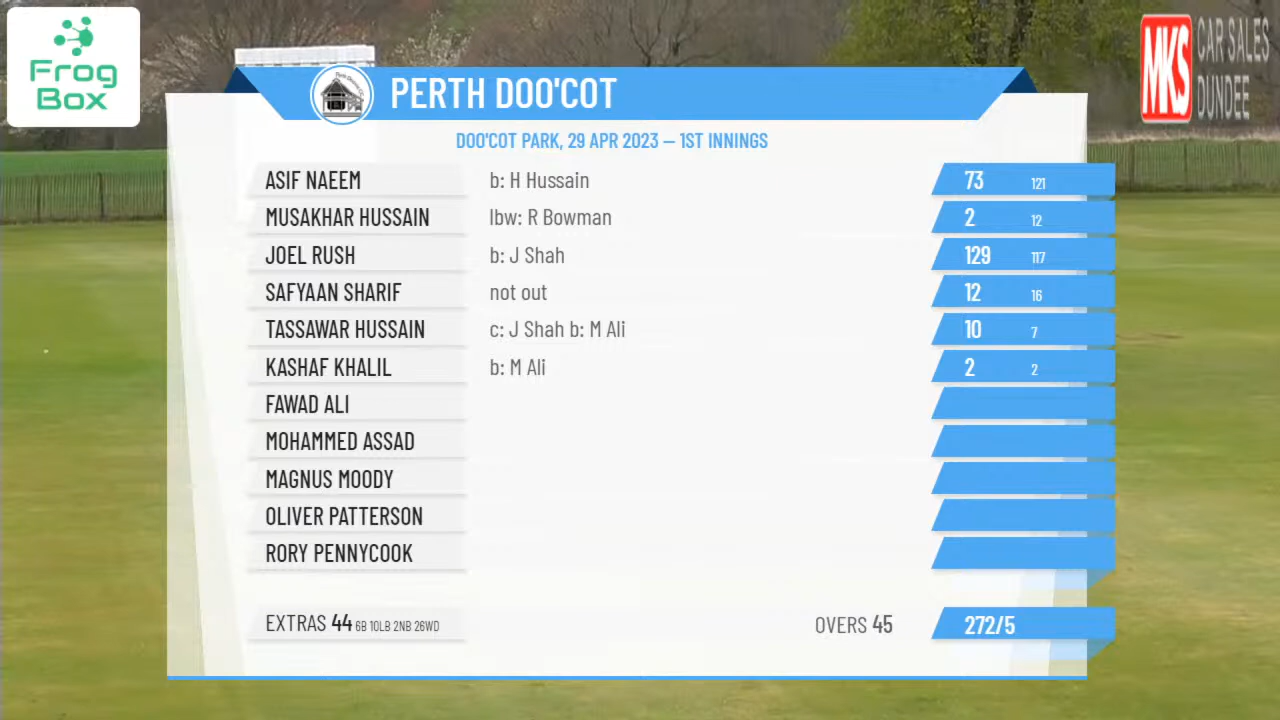 Frog
Box
MKS
CAR SALES
DUNDEE
PERTH DOO'COT
DOO'COT PARK, 29 APR 2023 – 1ST INNINGS
ASIF NAEEM b: H Hussain 73 121
MUSAKHAR HUSSAIN lbw: R Bowman 2 12
JOEL RUSH b: J Shah 129 117
SAFYAAN SHARIF not out 12 16
TASSAWAR HUSSAIN c: J Shah b: M Ali 10 7
KASHAF KHALIL b: M Ali 2 2
FAWAD ALI
MOHAMMED ASSAD
MAGNUS MOODY
OLIVER PATTERSON
RORY PENNYCOOK
EXTRAS 44 6B 10LB 2NB 26WD OVERS 45 272/5